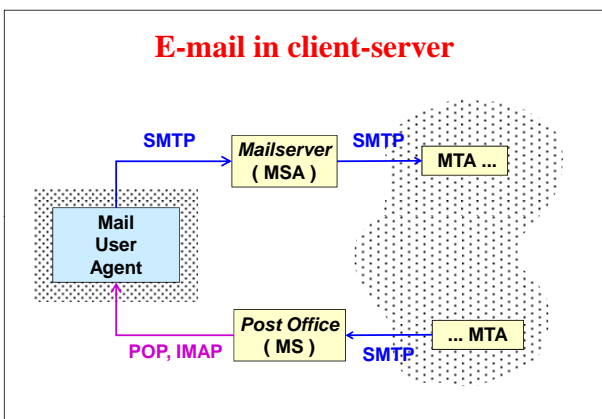 E-mail in client-server
SMTP
Mailserver
( MSA )
SMTP
MTA ...
Mail
User
Agent
Post Office
( MS )
... MTA
POP, IMAP
SMTP